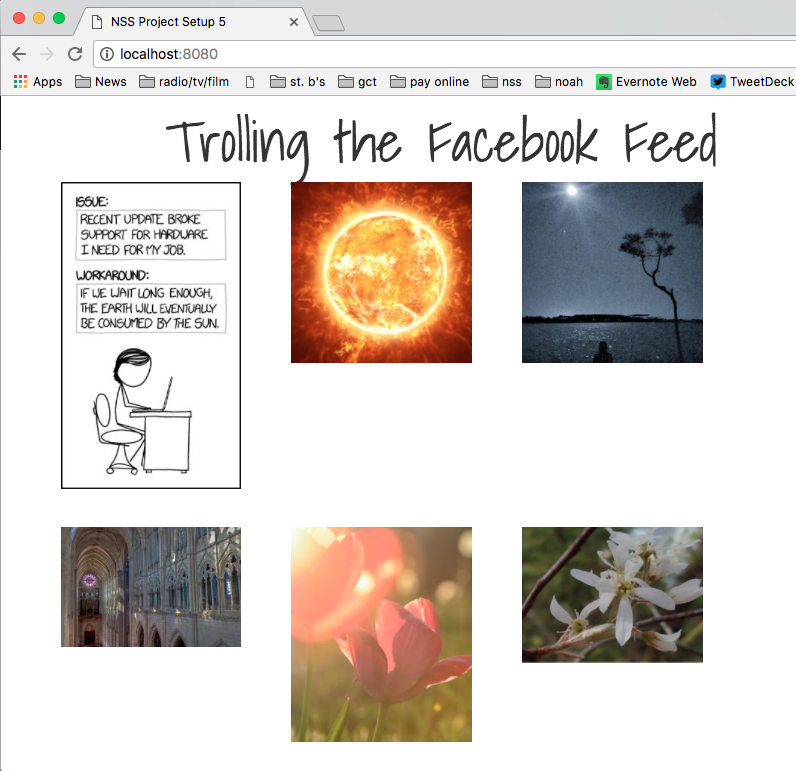 NSS Project Setup 5
localhost:8080
Apps News radio/tv/film st. b's gct pay online nss noah Evernote Web TweetDeck
Trolling the Facebook Feed
ISSUE:
RECENT UPDATE BROKE
SUPPORT FOR HARDWARE
I NEED FOR MY JOB.
WORKAROUND:
IF WE WAIT LONG ENOUGH,
THE EARTH WILL EVENTUALLY
BE CONSUMED BY THE SUN.